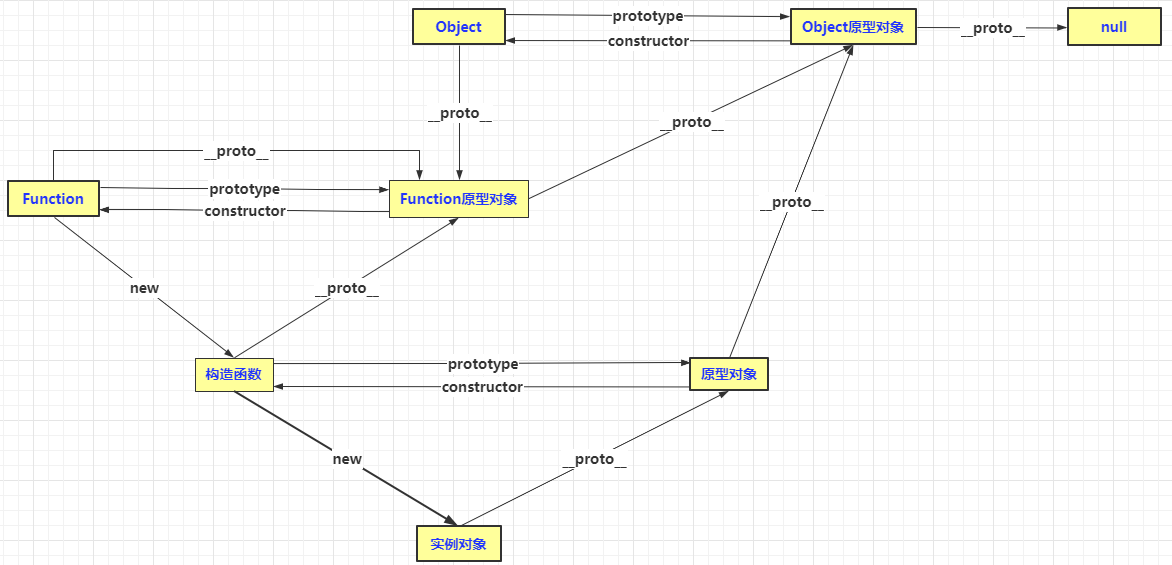 Object
prototype
constructor
Object原型对象
__proto__
null
__proto__
__proto__
__proto__
Function
prototype
constructor
Function原型对象
__proto__
new
__proto__
构造函数
prototype
constructor
原型对象
new
__proto__
实例对象